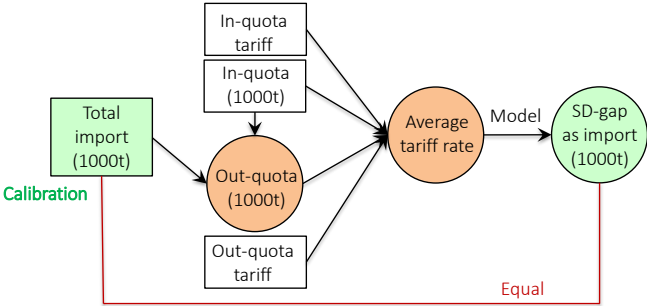 In-quota
tariff
In-quota
(1000t)
Total
import
(1000t)
Calibration
Out-quota
(1000t)
Out-quota
tariff
Average
tariff rate
Model
SD-gap
as import
(1000t)
Equal